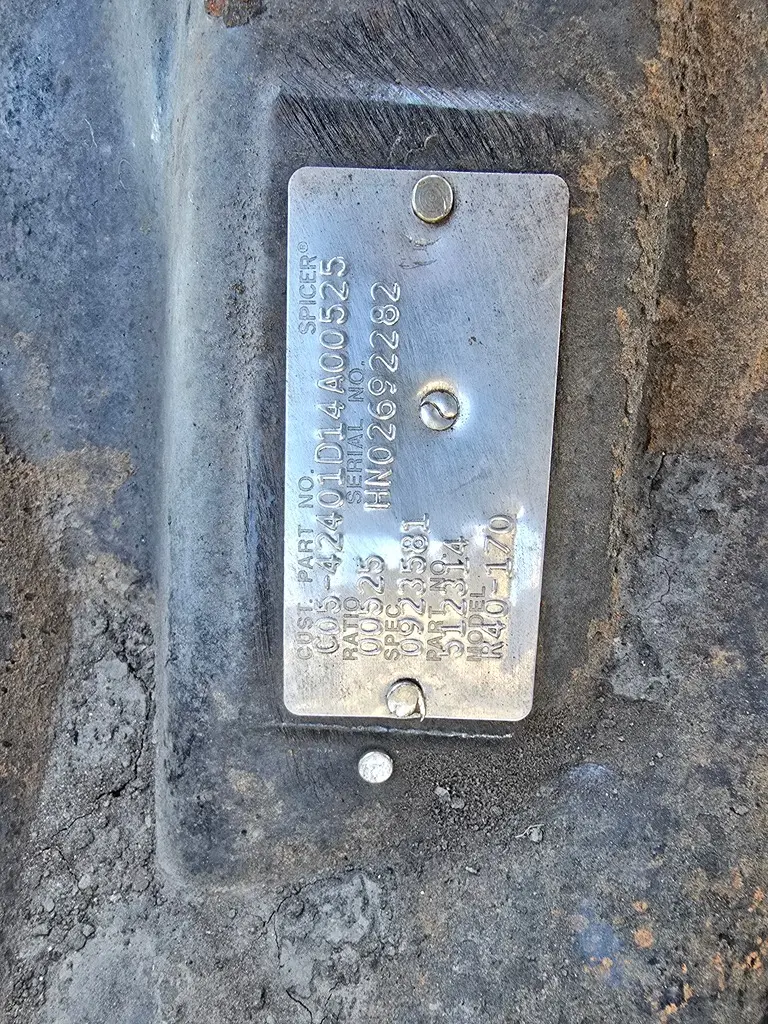 CUST. PART NO. SPICER®
C05-42401D14A00525
RATIO SERIAL NO.
00525 HN02692282
SPEC.
0923581
PART NO.
512314
MODEL
R40-170